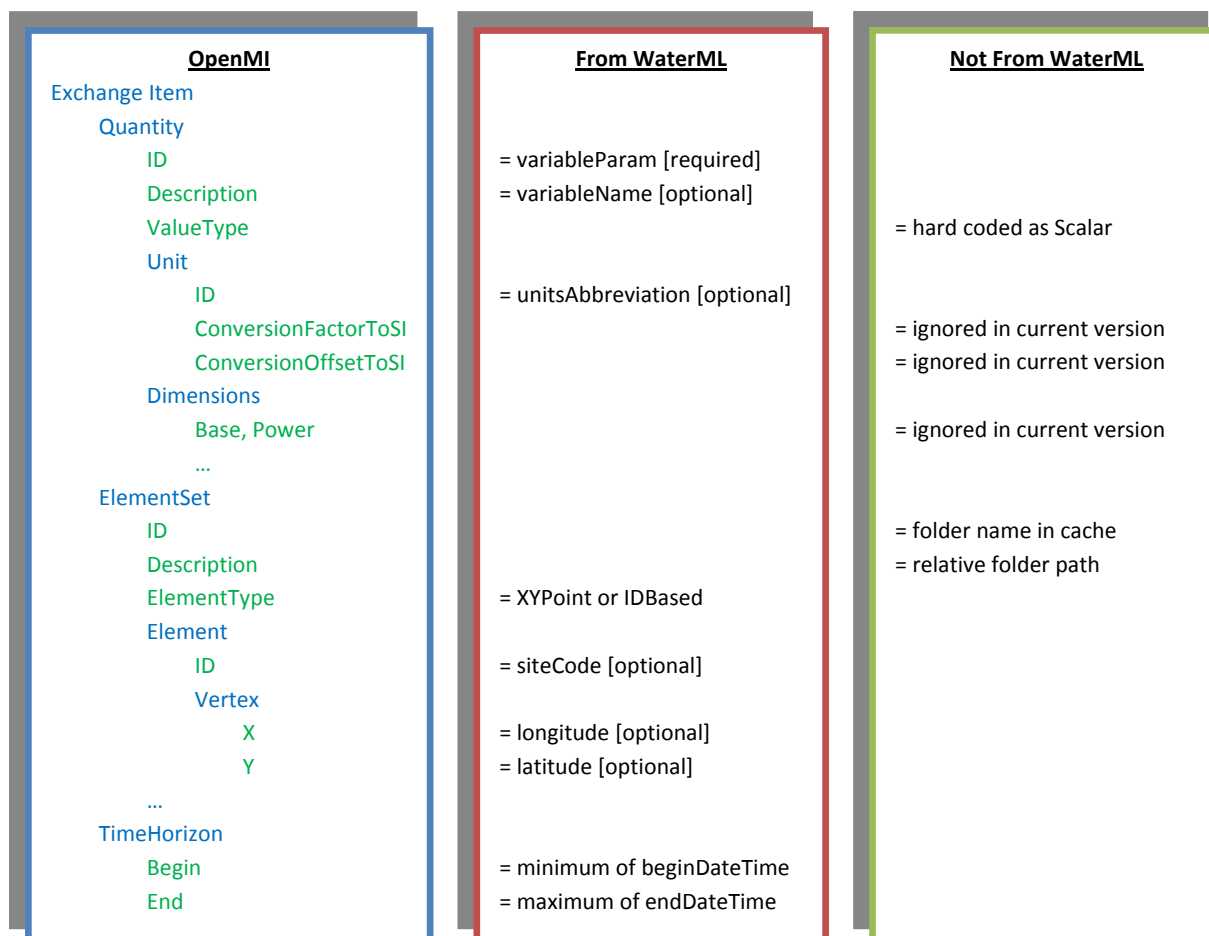 OpenMI From WaterML Not From WaterML
Exchange Item
Quantity
ID = variableParam [required]
Description = variableName [optional]
ValueType = hard coded as Scalar
Unit
ID = unitsAbbreviation [optional]
ConversionFactorToSI = ignored in current version
ConversionOffsetToSI = ignored in current version
Dimensions
Base, Power = ignored in current version
…
ElementSet
ID = folder name in cache
Description = relative folder path
ElementType = XYPoint or IDBased
Element
ID = siteCode [optional]
Vertex
X = longitude [optional]
Y = latitude [optional]
…
TimeHorizon
Begin = minimum of beginDateTime
End = maximum of endDateTime